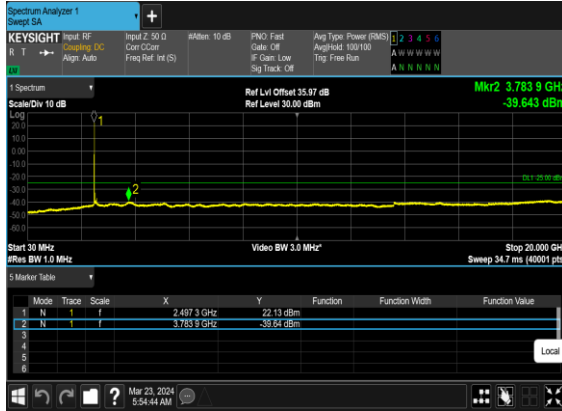 Spectrum Analyzer 1
Swept SA
+
KEYSIGHT Input: RF Input Z: 50 Ω #Atten: 10 dB PNO: Fast Avg Type: Power (RMS) 1 2 3 4 5 6
R T Coupling: DC Corr CCorr Gate: Off Avg|Hold: 100/100 A W W W W W
Align: Auto Freq Ref: Int (S) IF Gain: Low Trig: Free Run
Sig Track: Off A N N N N N
1 Spectrum Ref Lvl Offset 35.97 dB Mkr2 3.783 9 GHz
Scale/Div 10 dB Ref Level 30.00 dBm -39.643 dBm
Log
20.0
10.0
0.00
-10.0
-20.0
-30.0
-40.0
-50.0
-60.0
1
2
DL1 -25.00 dBm
Start 30 MHz Video BW 3.0 MHz* Stop 20.000 GH
#Res BW 1.0 MHz Sweep 34.7 ms (40001 pts
5 Marker Table
Mode Trace Scale X Y Function Function Width Function Value
1 N 1 f 2.497 3 GHz 22.13 dBm
2 N 1 f 3.783 9 GHz -39.64 dBm
3
4
5
6
Local
? Mar 23, 2024
5:54:44 AM